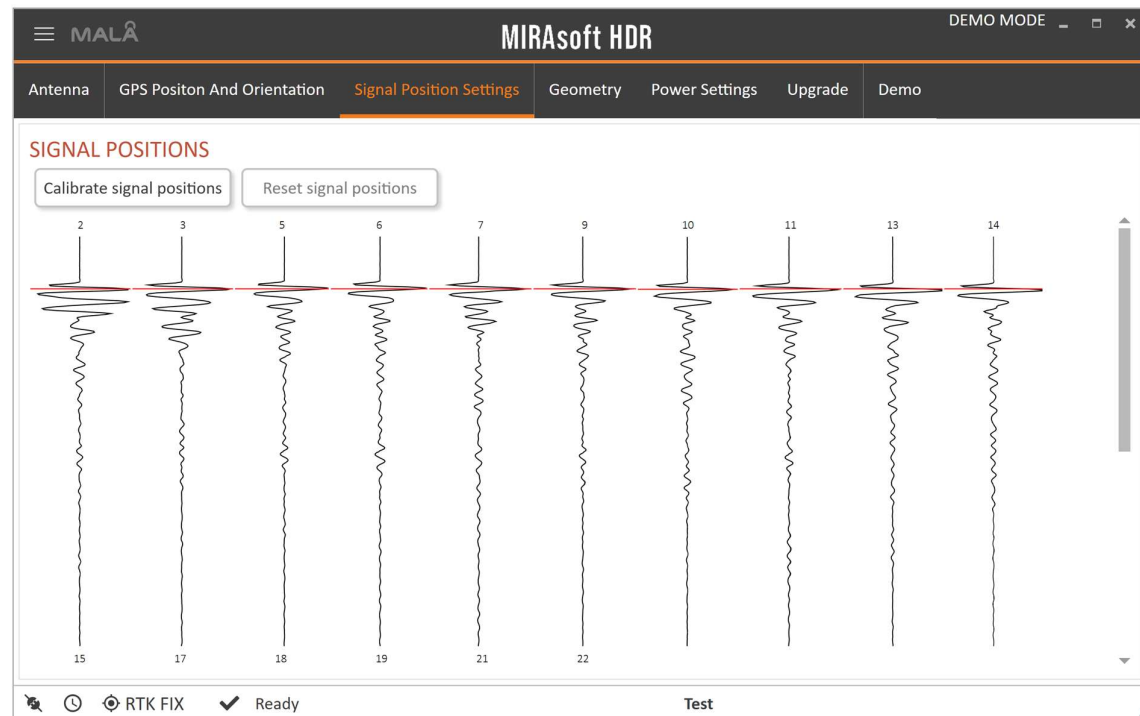 MALÅ
MIRAsoft HDR
DEMO MODE
Antenna GPS Positon And Orientation Signal Position Settings Geometry Power Settings Upgrade Demo
SIGNAL POSITIONS
Calibrate signal positions Reset signal positions
2 3 5 6 7 9 10 11 13 14
15 17 18 19 21 22
RTK FIX Ready Test